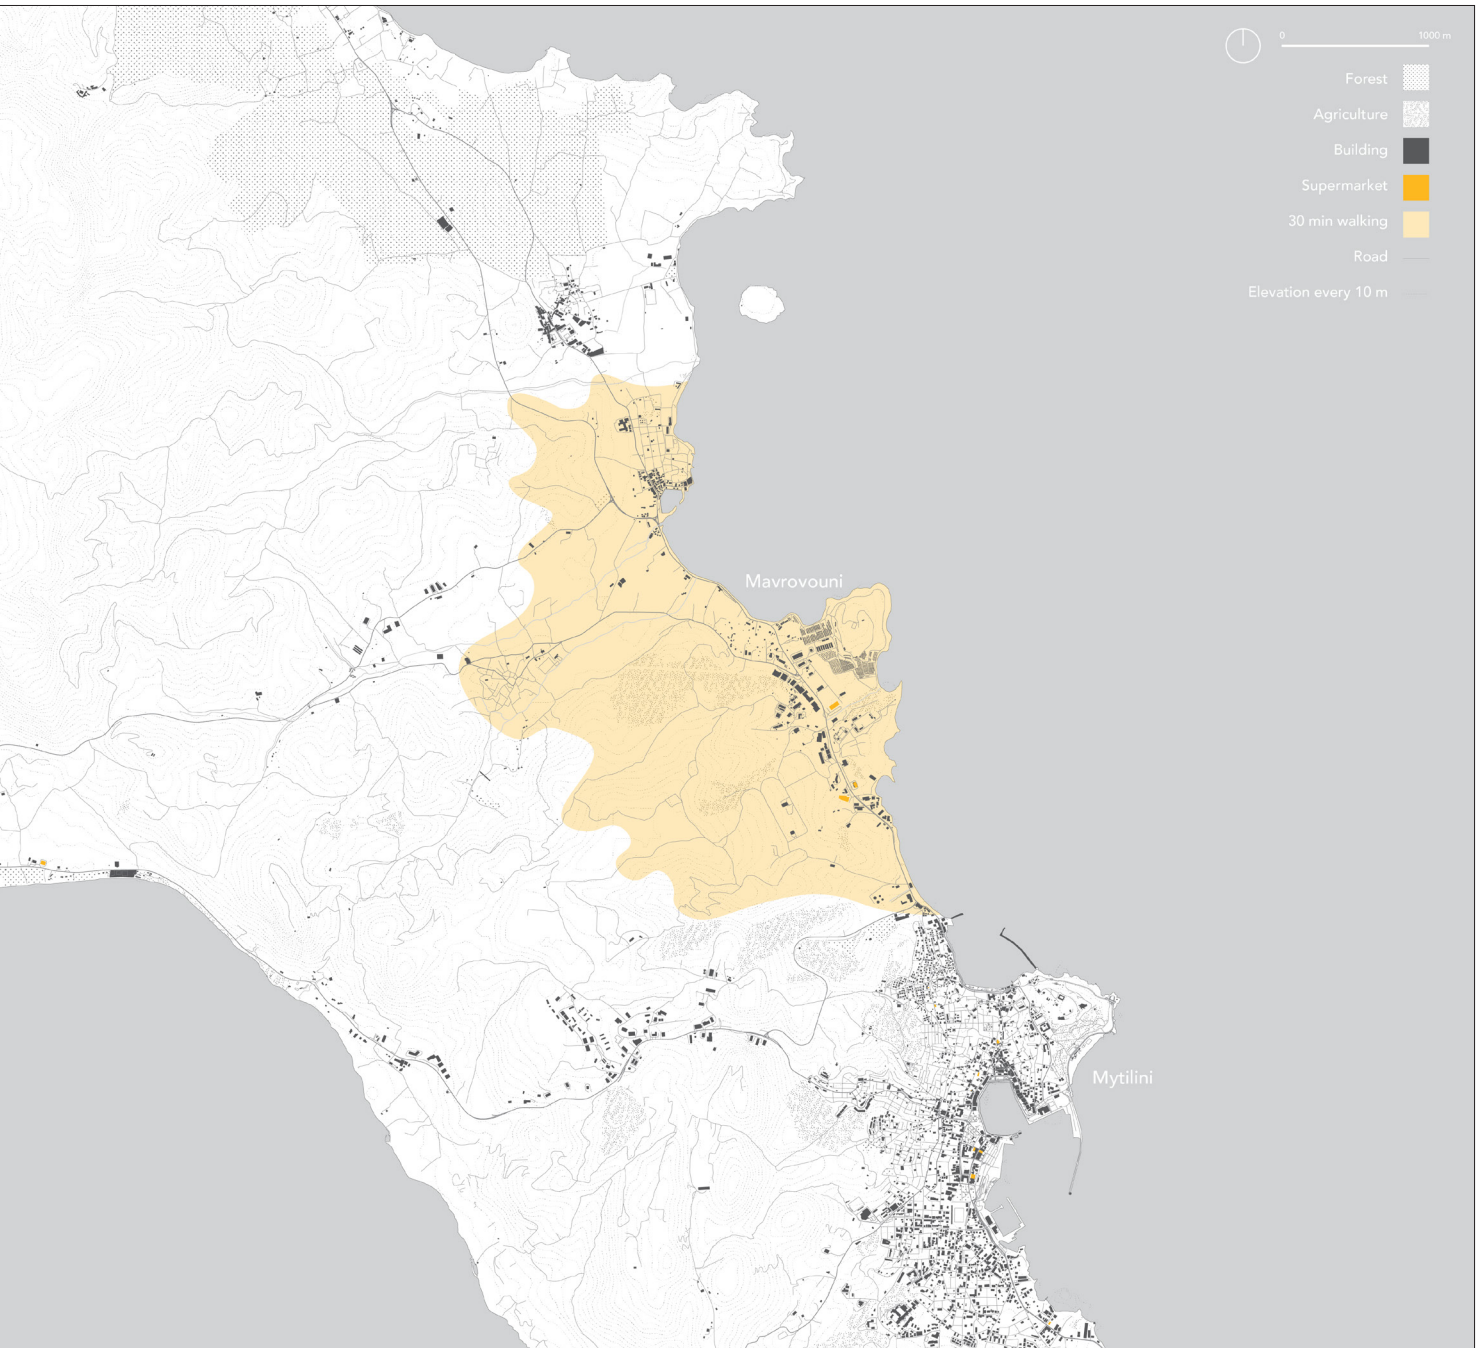 0 1000 m
Forest
Agriculture
Building
Supermarket
30 min walking
Road
Elevation every 10 m
Mavrovouni
Mytilini